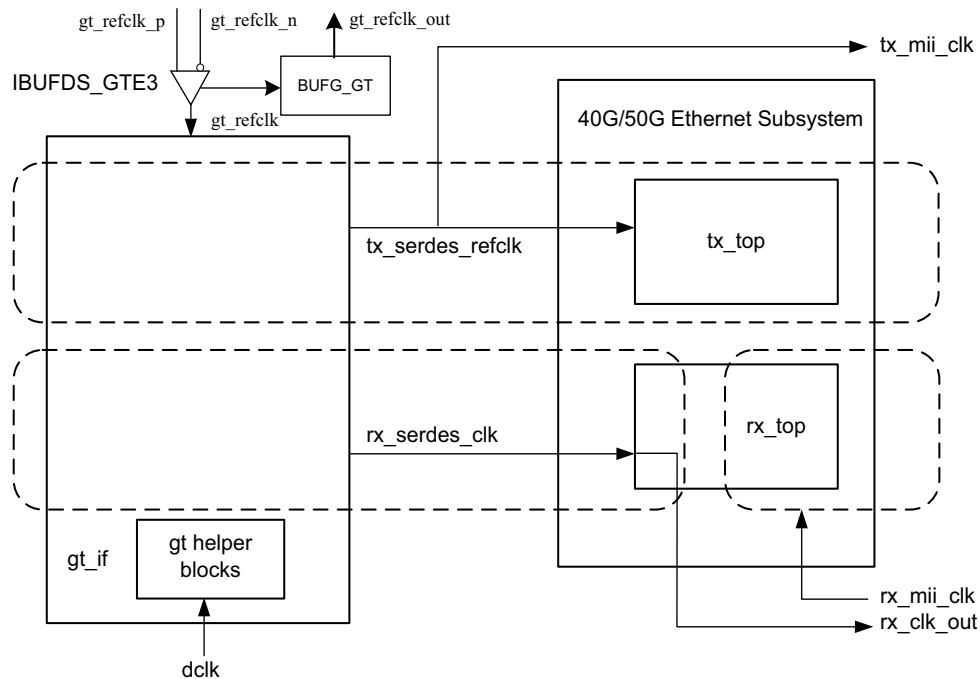 gt_refclk_p
gt_refclk_n
gt_refclk_out
tx_mii_clk
IBUFDS_GTE3
BUFG_GT
gt_refclk
40G/50G Ethernet Subsystem
tx_serdes_refclk
tx_top
rx_serdes_clk
rx_top
gt_if
gt helper
blocks
rx_mii_clk
rx_clk_out
dclk